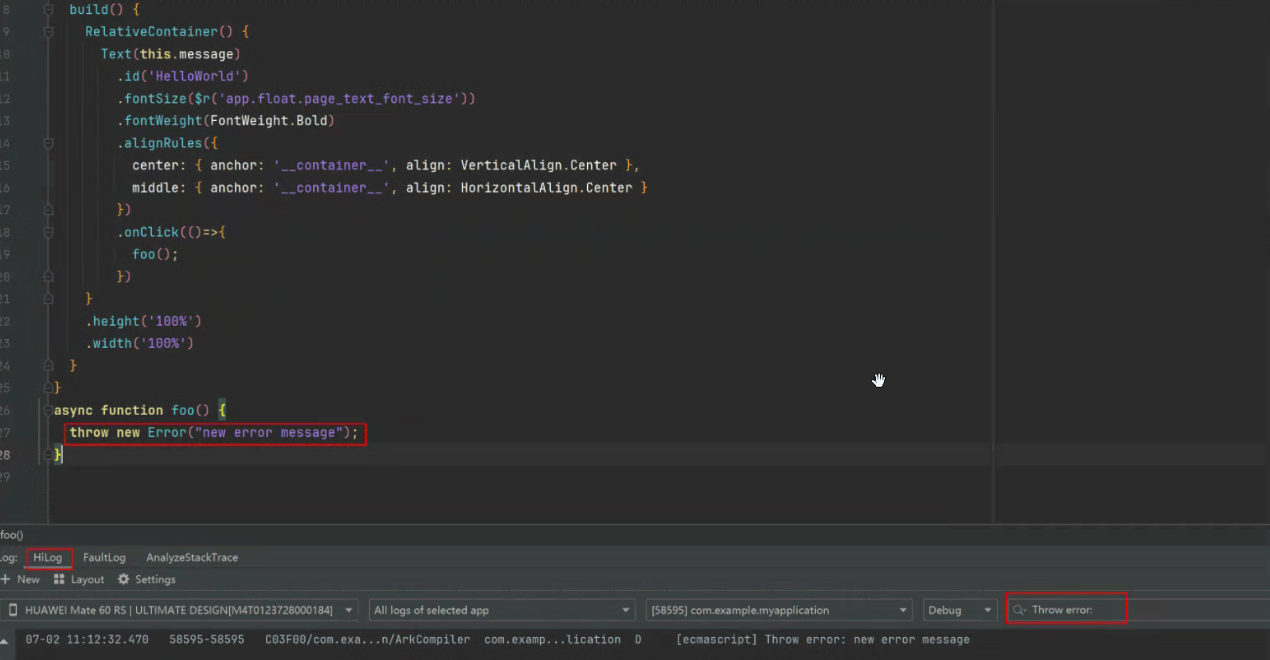 8 build() {
9 RelativeContainer() {
10 Text(this.message)
11 .id('HelloWorld')
12 .fontSize($r('app.float.page_text_font_size'))
13 .fontWeight(FontWeight.Bold)
14 .alignRules({
15 center: { anchor: '__container__', align: VerticalAlign.Center },
16 middle: { anchor: '__container__', align: HorizontalAlign.Center }
17 })
18 .onClick(()=>{
19 foo();
20 })
21 }
22 .height('100%')
23 .width('100%')
24 }
25 }
26 async function foo() {
27 throw new Error("new error message");
28 }
29
foo()
Log: HiLog FaultLog AnalyzeStackTrace
+ New Layout Settings
HUAWEI Mate 60 RS | ULTIMATE DESIGN[M4T0123728000184] All logs of selected app [58595] com.example.myapplication Debug Throw error:
07-02 11:12:32.470 58595-58595 C03F00/com.exa...n/ArkCompiler com.examp...lication D [ecmascript] Throw error: new error message